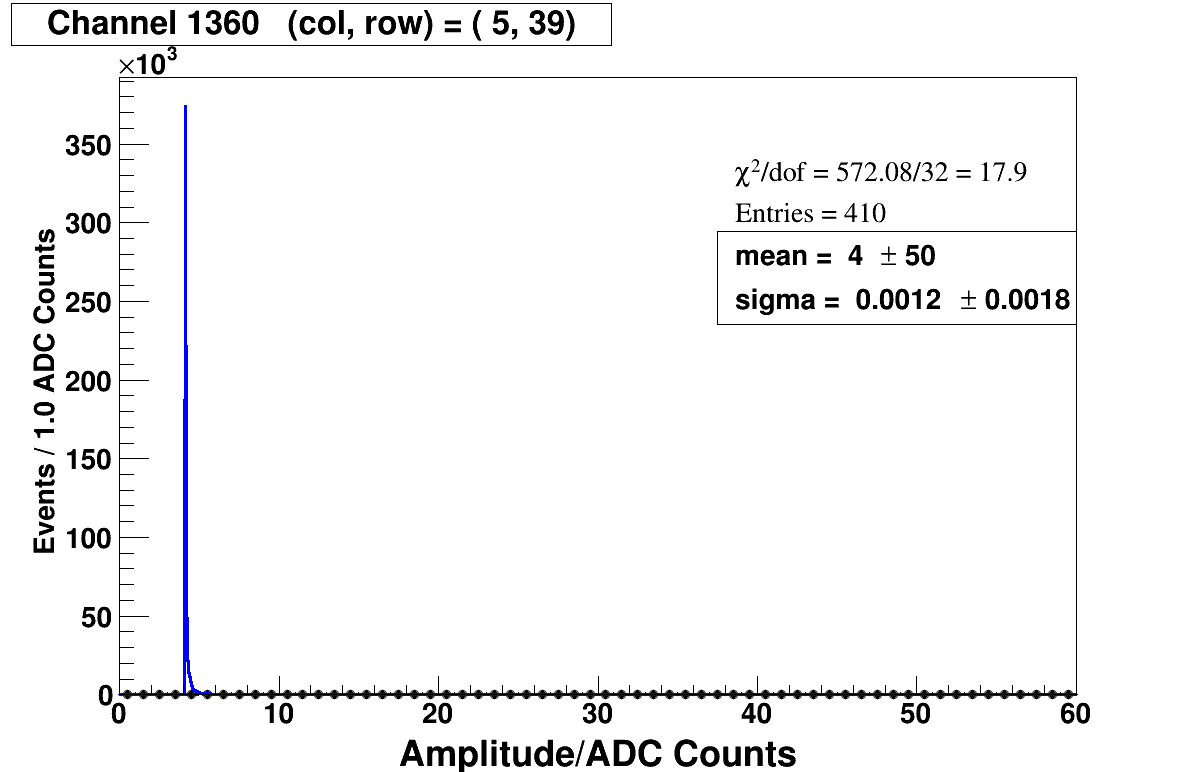 Channel 1360 (col, row) = ( 5, 39)
×10³
350
300
250
200
150
100
50
0
Events / 1.0 ADC Counts
χ²/dof = 572.08/32 = 17.9
Entries = 410
mean = 4 ± 50
sigma = 0.0012 ± 0.0018
0 10 20 30 40 50 60
Amplitude/ADC Counts